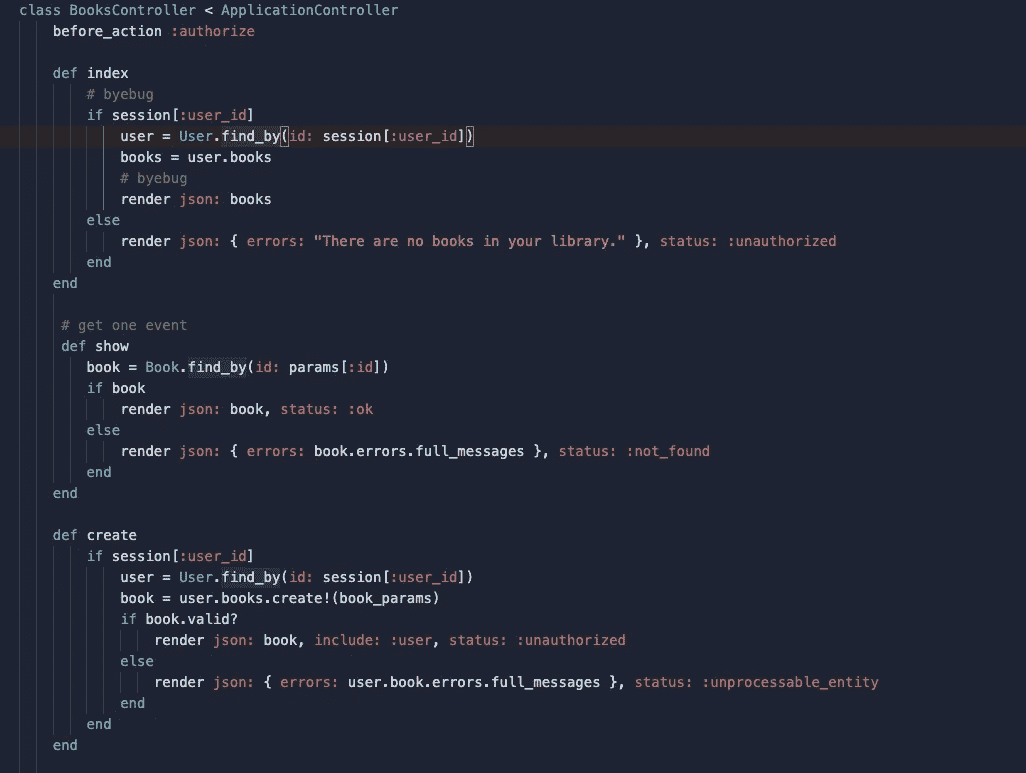 class BooksController < ApplicationController
    before_action :authorize

    def index
        # byebug
        if session[:user_id]
            user = User.find_by(id: session[:user_id])
            books = user.books
            # byebug
            render json: books
        else
            render json: { errors: "There are no books in your library." }, status: :unauthorized
        end
    end

     # get one event
     def show
        book = Book.find_by(id: params[:id])
        if book
            render json: book, status: :ok
        else
            render json: { errors: book.errors.full_messages }, status: :not_found
        end
    end

    def create
        if session[:user_id]
            user = User.find_by(id: session[:user_id])
            book = user.books.create!(book_params)
            if book.valid?
                render json: book, include: :user, status: :unauthorized
            else
                render json: { errors: user.book.errors.full_messages }, status: :unprocessable_entity
            end
        end
    end